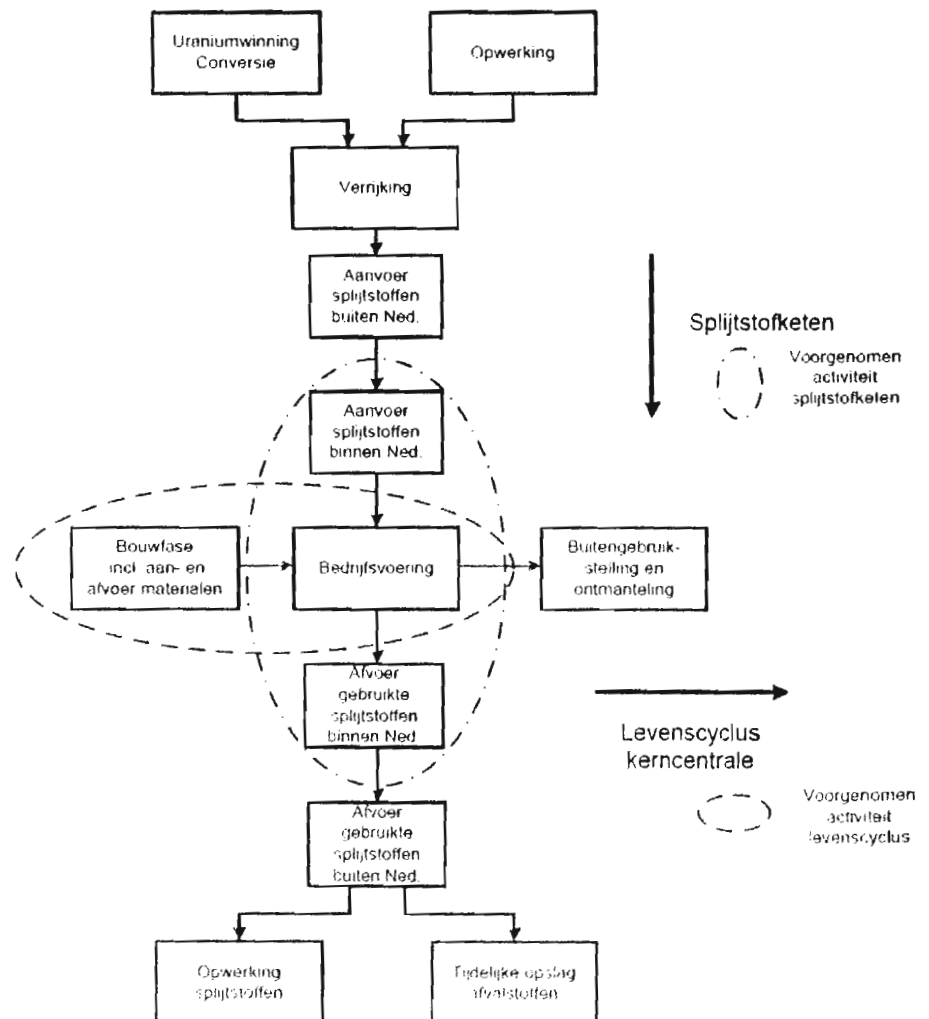 Uraniumwinning
Conversie
Opwerking
Verrijking
Aanvoer
splijtstoffen
buiten Ned.
Splijtstofketen
Voorgenomen
activiteit
splijtstofketen
Aanvoer
splijtstoffen
binnen Ned.
Bouwfase
incl. aan- en
afvoer materialen
Bedrijfsvoering
Buitengebruik-
stelling en
ontmanteling
Afvoer
gebruikte
splijtstoffen
binnen Ned
Levenscyclus
kerncentrale
Voorgenomen
activiteit
levenscyclus
Afvoer
gebruikte
splijtstoffen
buiten Ned.
Opwerking
splijtstoffen
Tijdelijke opslag
afvalstoffen